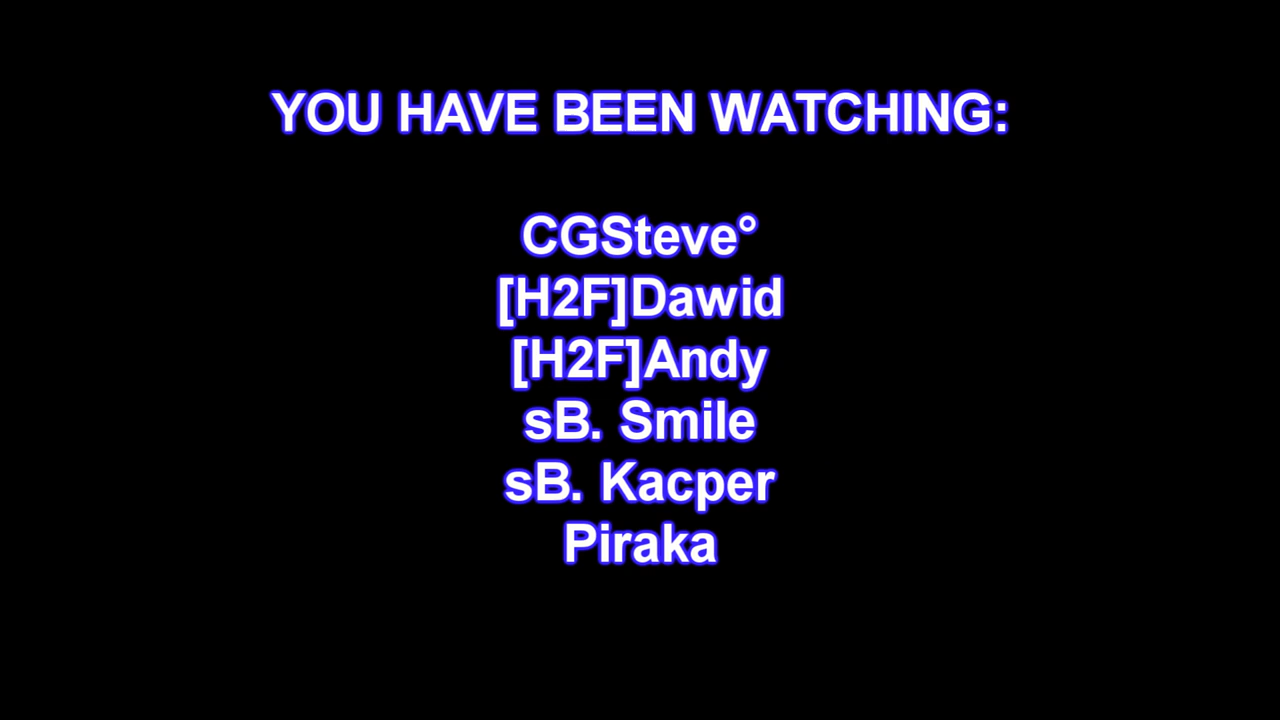 YOU HAVE BEEN WATCHING:
CGSteve°
[H2F]Dawid
[H2F]Andy
sB. Smile
sB. Kacper
Piraka